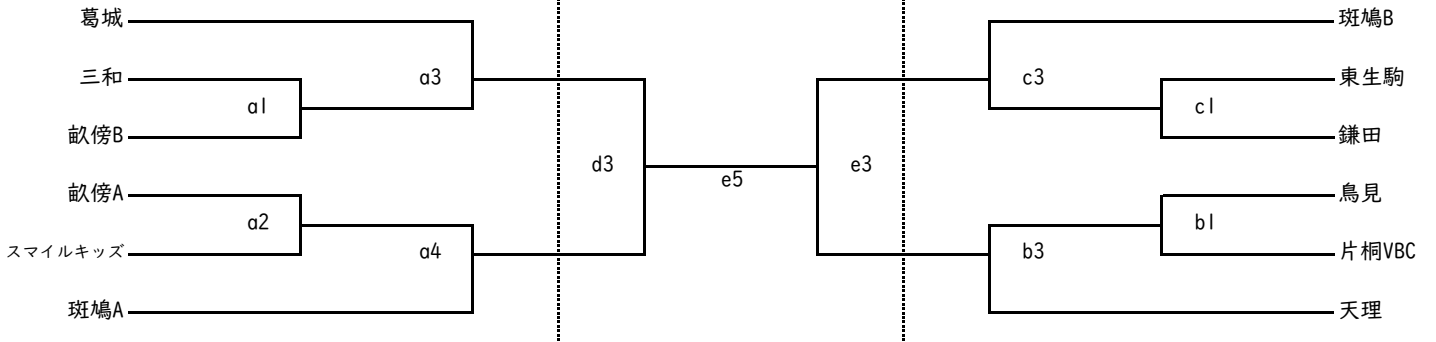 葛城
斑鳩B
三和
a3
c3
東生駒
a1
c1
畝傍B
鎌田
d3
e3
e5
畝傍A
鳥見
a2
b1
スマイルキッズ
a4
b3
片桐VBC
斑鳩A
天理